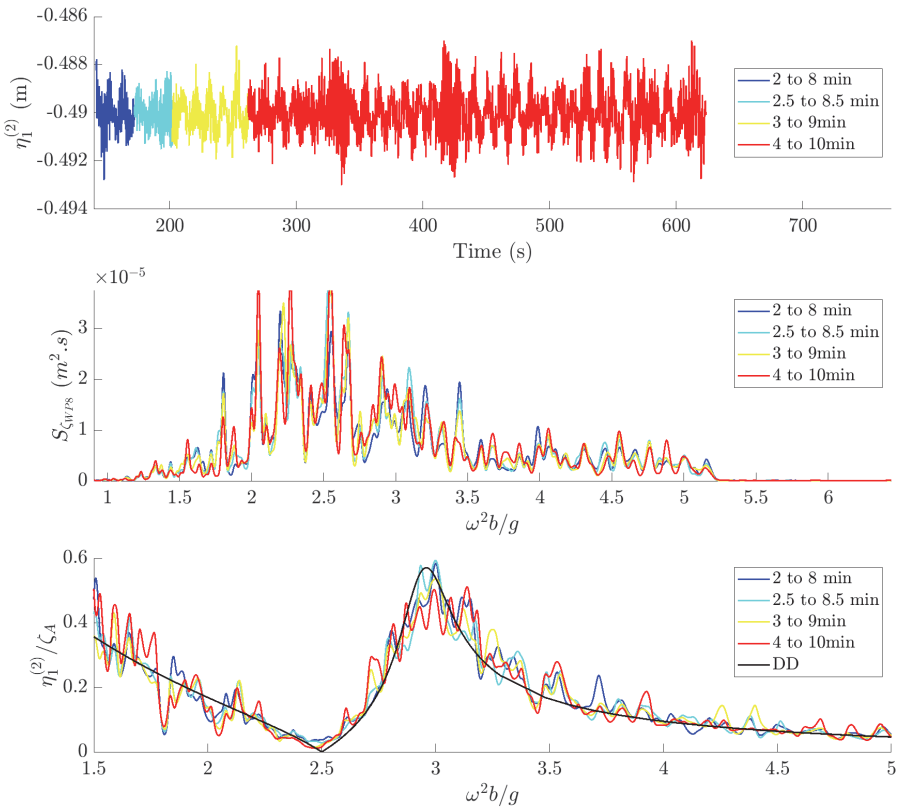 -0.486
-0.488
-0.49
-0.492
-0.494
η₁⁽²⁾ (m)
200 300 400 500 600 700
Time (s)
2 to 8 min
2.5 to 8.5 min
3 to 9min
4 to 10min
×10⁻⁵
3
2
1
0
S_{ζ_{WP8}} (m².s)
1 1.5 2 2.5 3 3.5 4 4.5 5 5.5 6
ω²b/g
2 to 8 min
2.5 to 8.5 min
3 to 9min
4 to 10min
0.6
0.4
0.2
0
η₁⁽²⁾/ζ_A
1.5 2 2.5 3 3.5 4 4.5 5
ω²b/g
2 to 8 min
2.5 to 8.5 min
3 to 9min
4 to 10min
DD